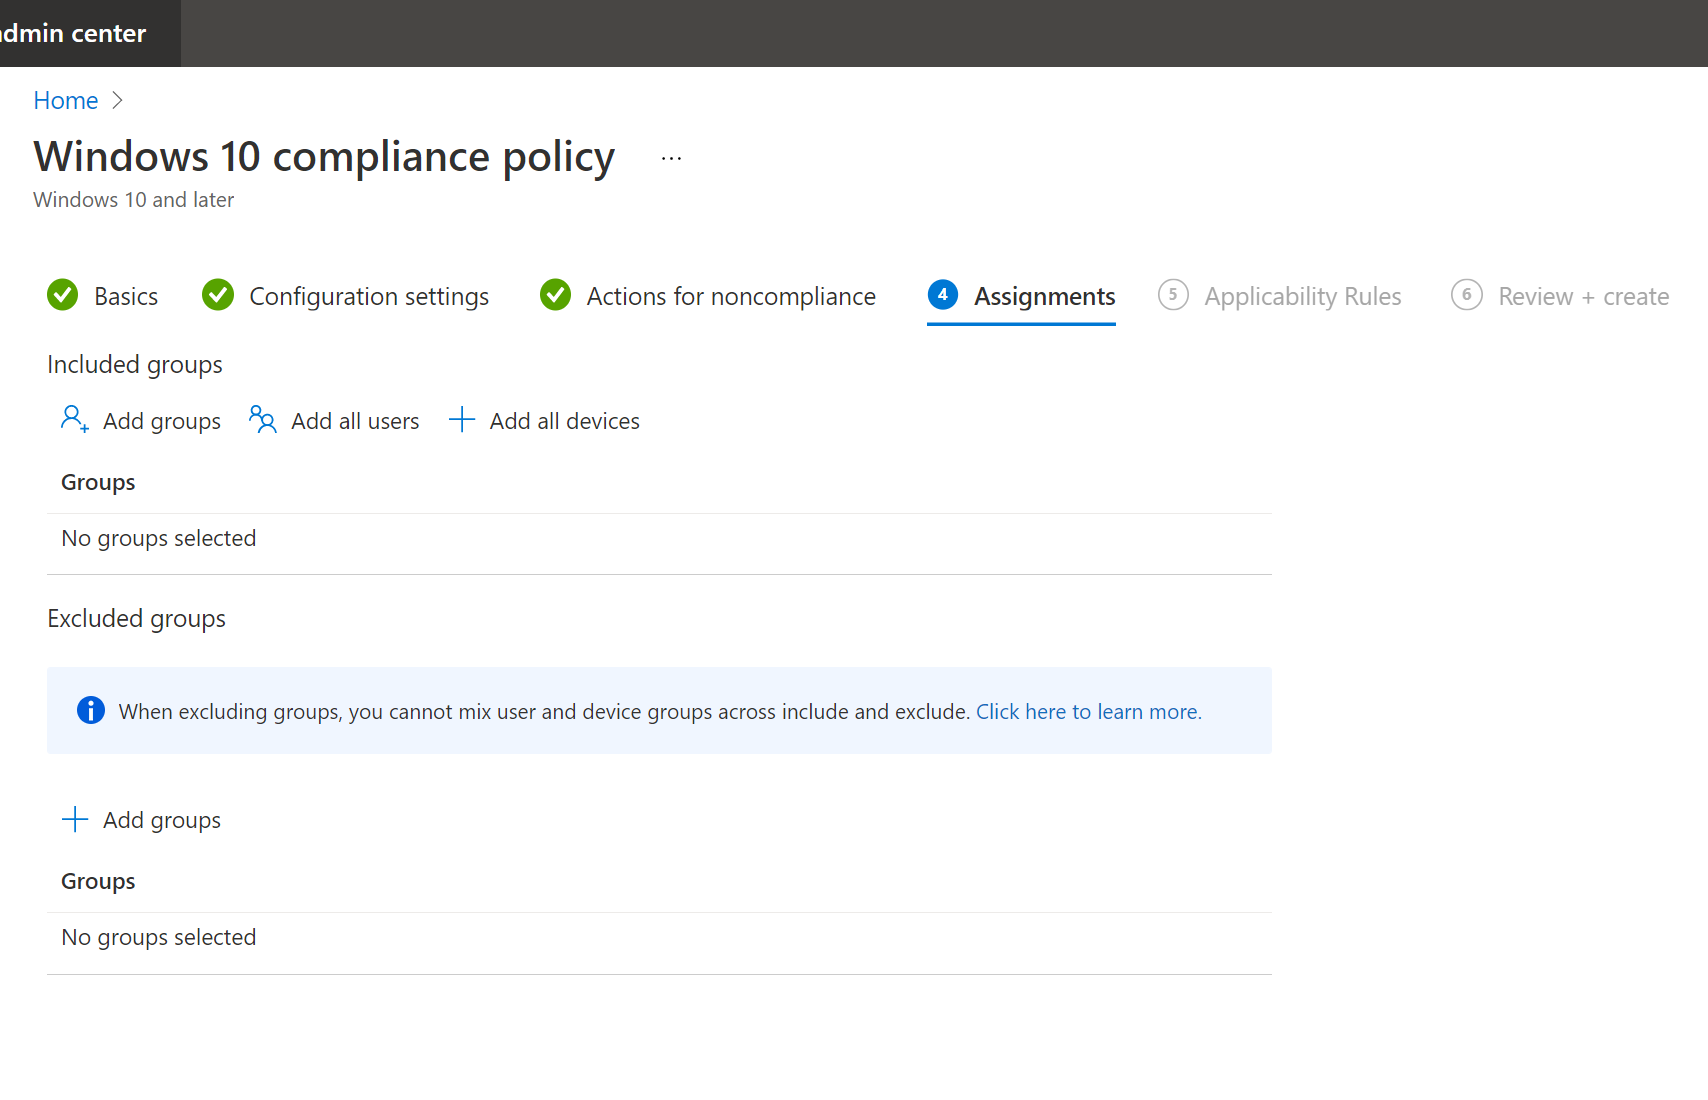 admin center
Home
Windows 10 compliance policy ...
Windows 10 and later
Basics Configuration settings Actions for noncompliance 4 Assignments 5 Applicability Rules 6 Review + create
Included groups
Add groups Add all users Add all devices
Groups
No groups selected
Excluded groups
When excluding groups, you cannot mix user and device groups across include and exclude. Click here to learn more.
Add groups
Groups
No groups selected